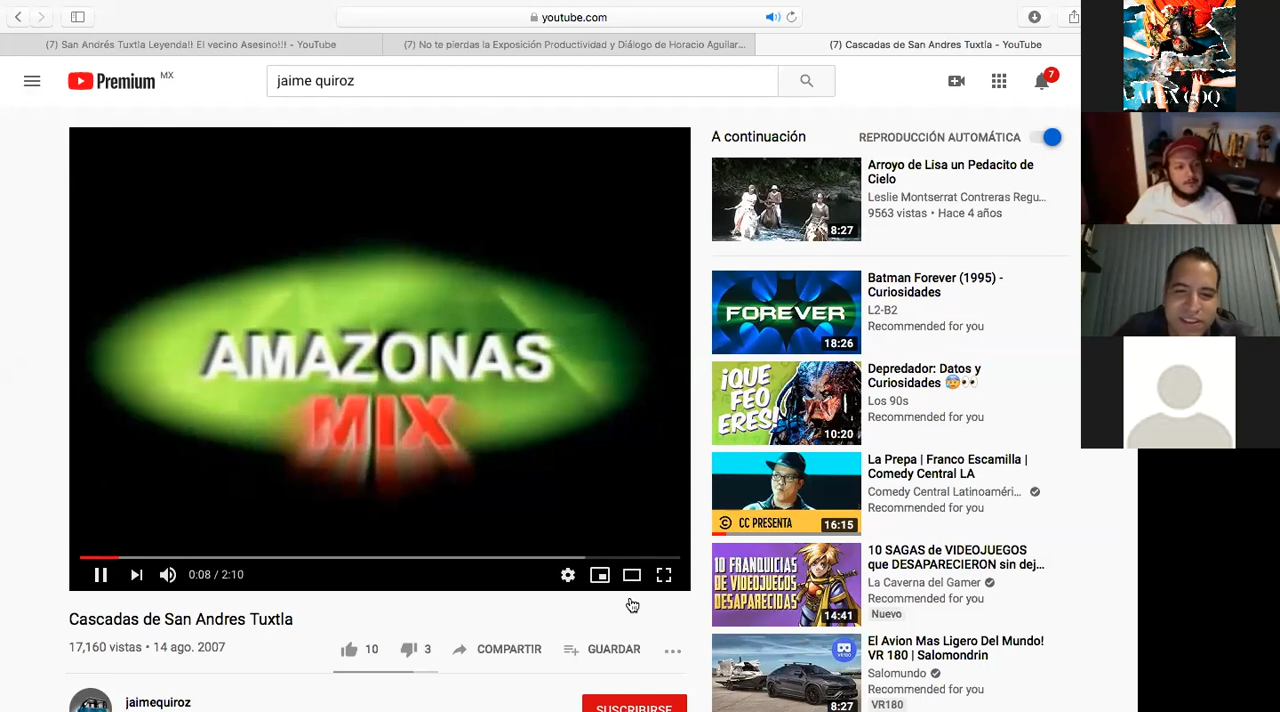 youtube.com
(7) San Andrés Tuxtla Leyenda!! El vecino Asesino!!! - YouTube
(7) No te pierdas la Exposición Productividad y Diálogo de Horacio Aguilar...
(7) Cascadas de San Andres Tuxtla - YouTube
Premium MX
jaime quiroz
7
ALEX COQ
AMAZONAS
MIX
0:08 / 2:10
Cascadas de San Andres Tuxtla
17,160 vistas • 14 ago. 2007
10
3
COMPARTIR
GUARDAR
jaimequiroz
SUSCRIBIRSE
A continuación
REPRODUCCIÓN AUTOMÁTICA
8:27
Arroyo de Lisa un Pedacito de
Cielo
Leslie Montserrat Contreras Regu...
9563 vistas • Hace 4 años
FOREVER
18:26
Batman Forever (1995) -
Curiosidades
L2-B2
Recommended for you
¡QUE
FEO
ERES!
10:20
Depredador: Datos y
Curiosidades 😰👀
Los 90s
Recommended for you
CC PRESENTA
16:15
La Prepa | Franco Escamilla |
Comedy Central LA
Comedy Central Latinoaméri...
Recommended for you
10 FRANQUICIAS
DE VIDEOJUEGOS
DESAPARECIDAS
14:41
10 SAGAS de VIDEOJUEGOS
que DESAPARECIERON sin dej...
La Caverna del Gamer
Recommended for you
Nuevo
8:27
El Avion Mas Ligero Del Mundo!
VR 180 | Salomondrin
Salomundo
Recommended for you
VR180